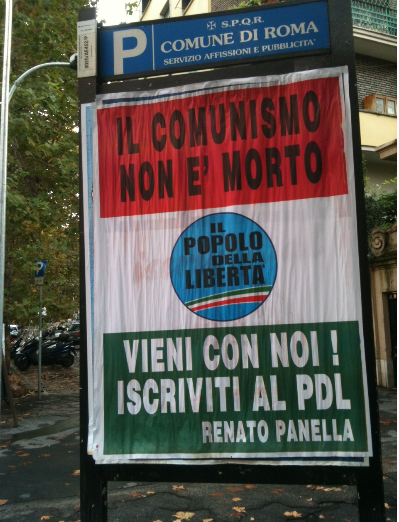 S.P.Q.R.
P COMUNE DI ROMA
SERVIZIO AFFISSIONI E PUBBLICITA'
IL COMUNISMO
NON E' MORTO
IL
POPOLO
DELLA
LIBERTA'
VIENI CON NOI !
ISCRIVITI AL PDL
RENATO PANELLA
P